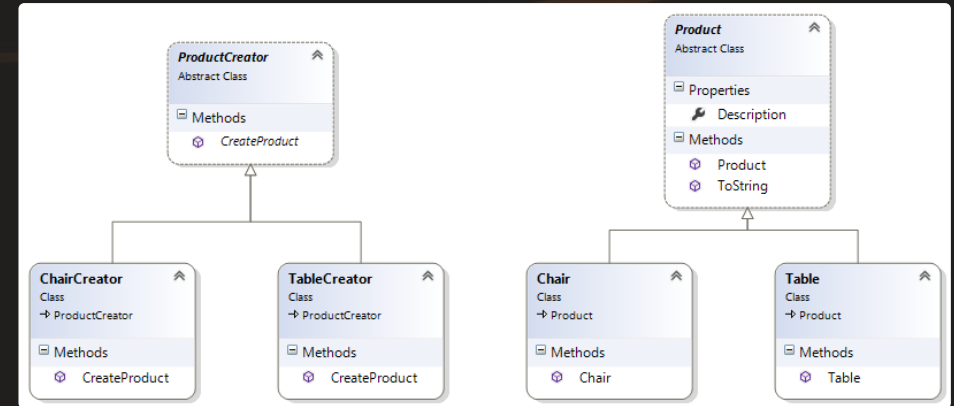 ProductCreator
Abstract Class
Methods
CreateProduct
Product
Abstract Class
Properties
Description
Methods
Product
ToString
ChairCreator
Class
ProductCreator
Methods
CreateProduct
TableCreator
Class
ProductCreator
Methods
CreateProduct
Chair
Class
Product
Methods
Chair
Table
Class
Product
Methods
Table